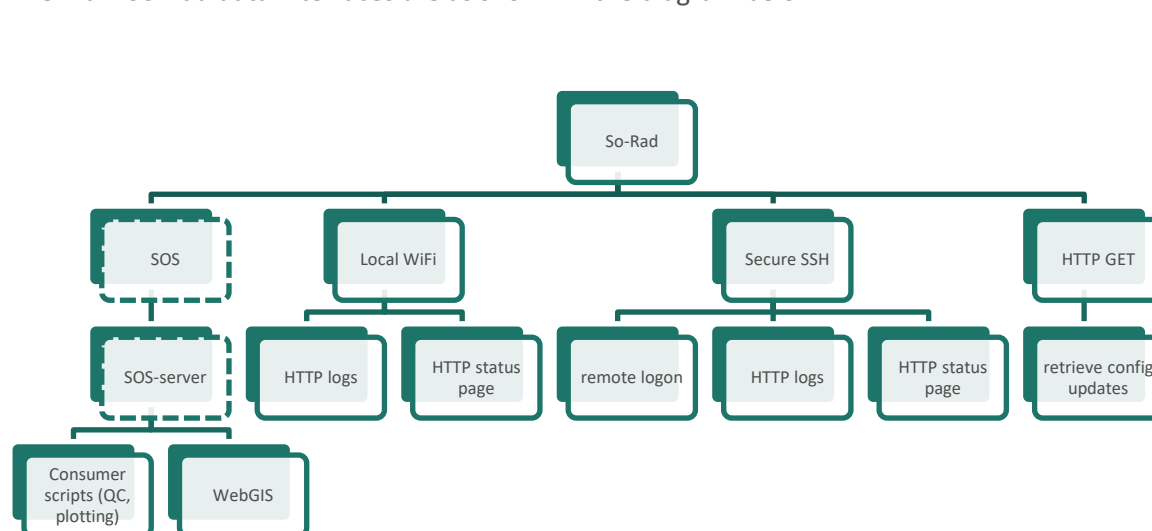 So-Rad
SOS
Local WiFi
Secure SSH
HTTP GET
SOS-server
HTTP logs
HTTP status
page
remote logon
HTTP logs
HTTP status
page
retrieve config
updates
Consumer
scripts (QC,
plotting)
WebGIS